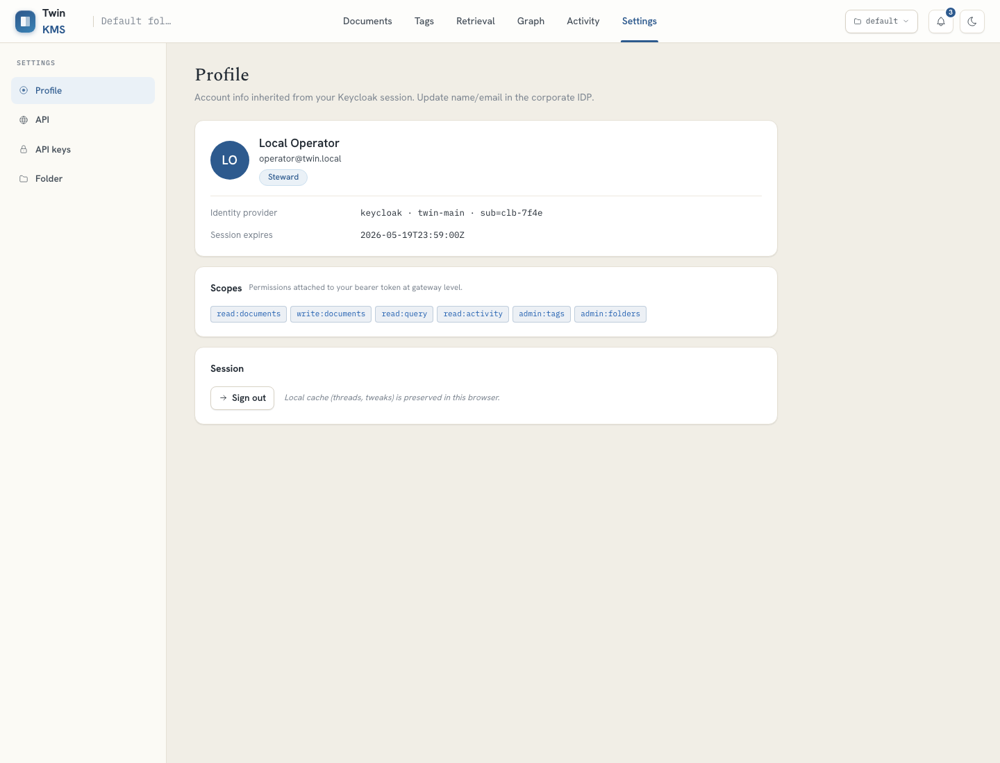 Twin
KMS
Default fol…
Documents Tags Retrieval Graph Activity Settings
default
3
SETTINGS
Profile
API
API keys
Folder
Profile
Account info inherited from your Keycloak session. Update name/email in the corporate IDP.
LO
Local Operator
operator@twin.local
Steward
Identity provider keycloak · twin-main · sub=clb-7f4e
Session expires 2026-05-19T23:59:00Z
Scopes Permissions attached to your bearer token at gateway level.
read:documents write:documents read:query read:activity admin:tags admin:folders
Session
→ Sign out Local cache (threads, tweaks) is preserved in this browser.